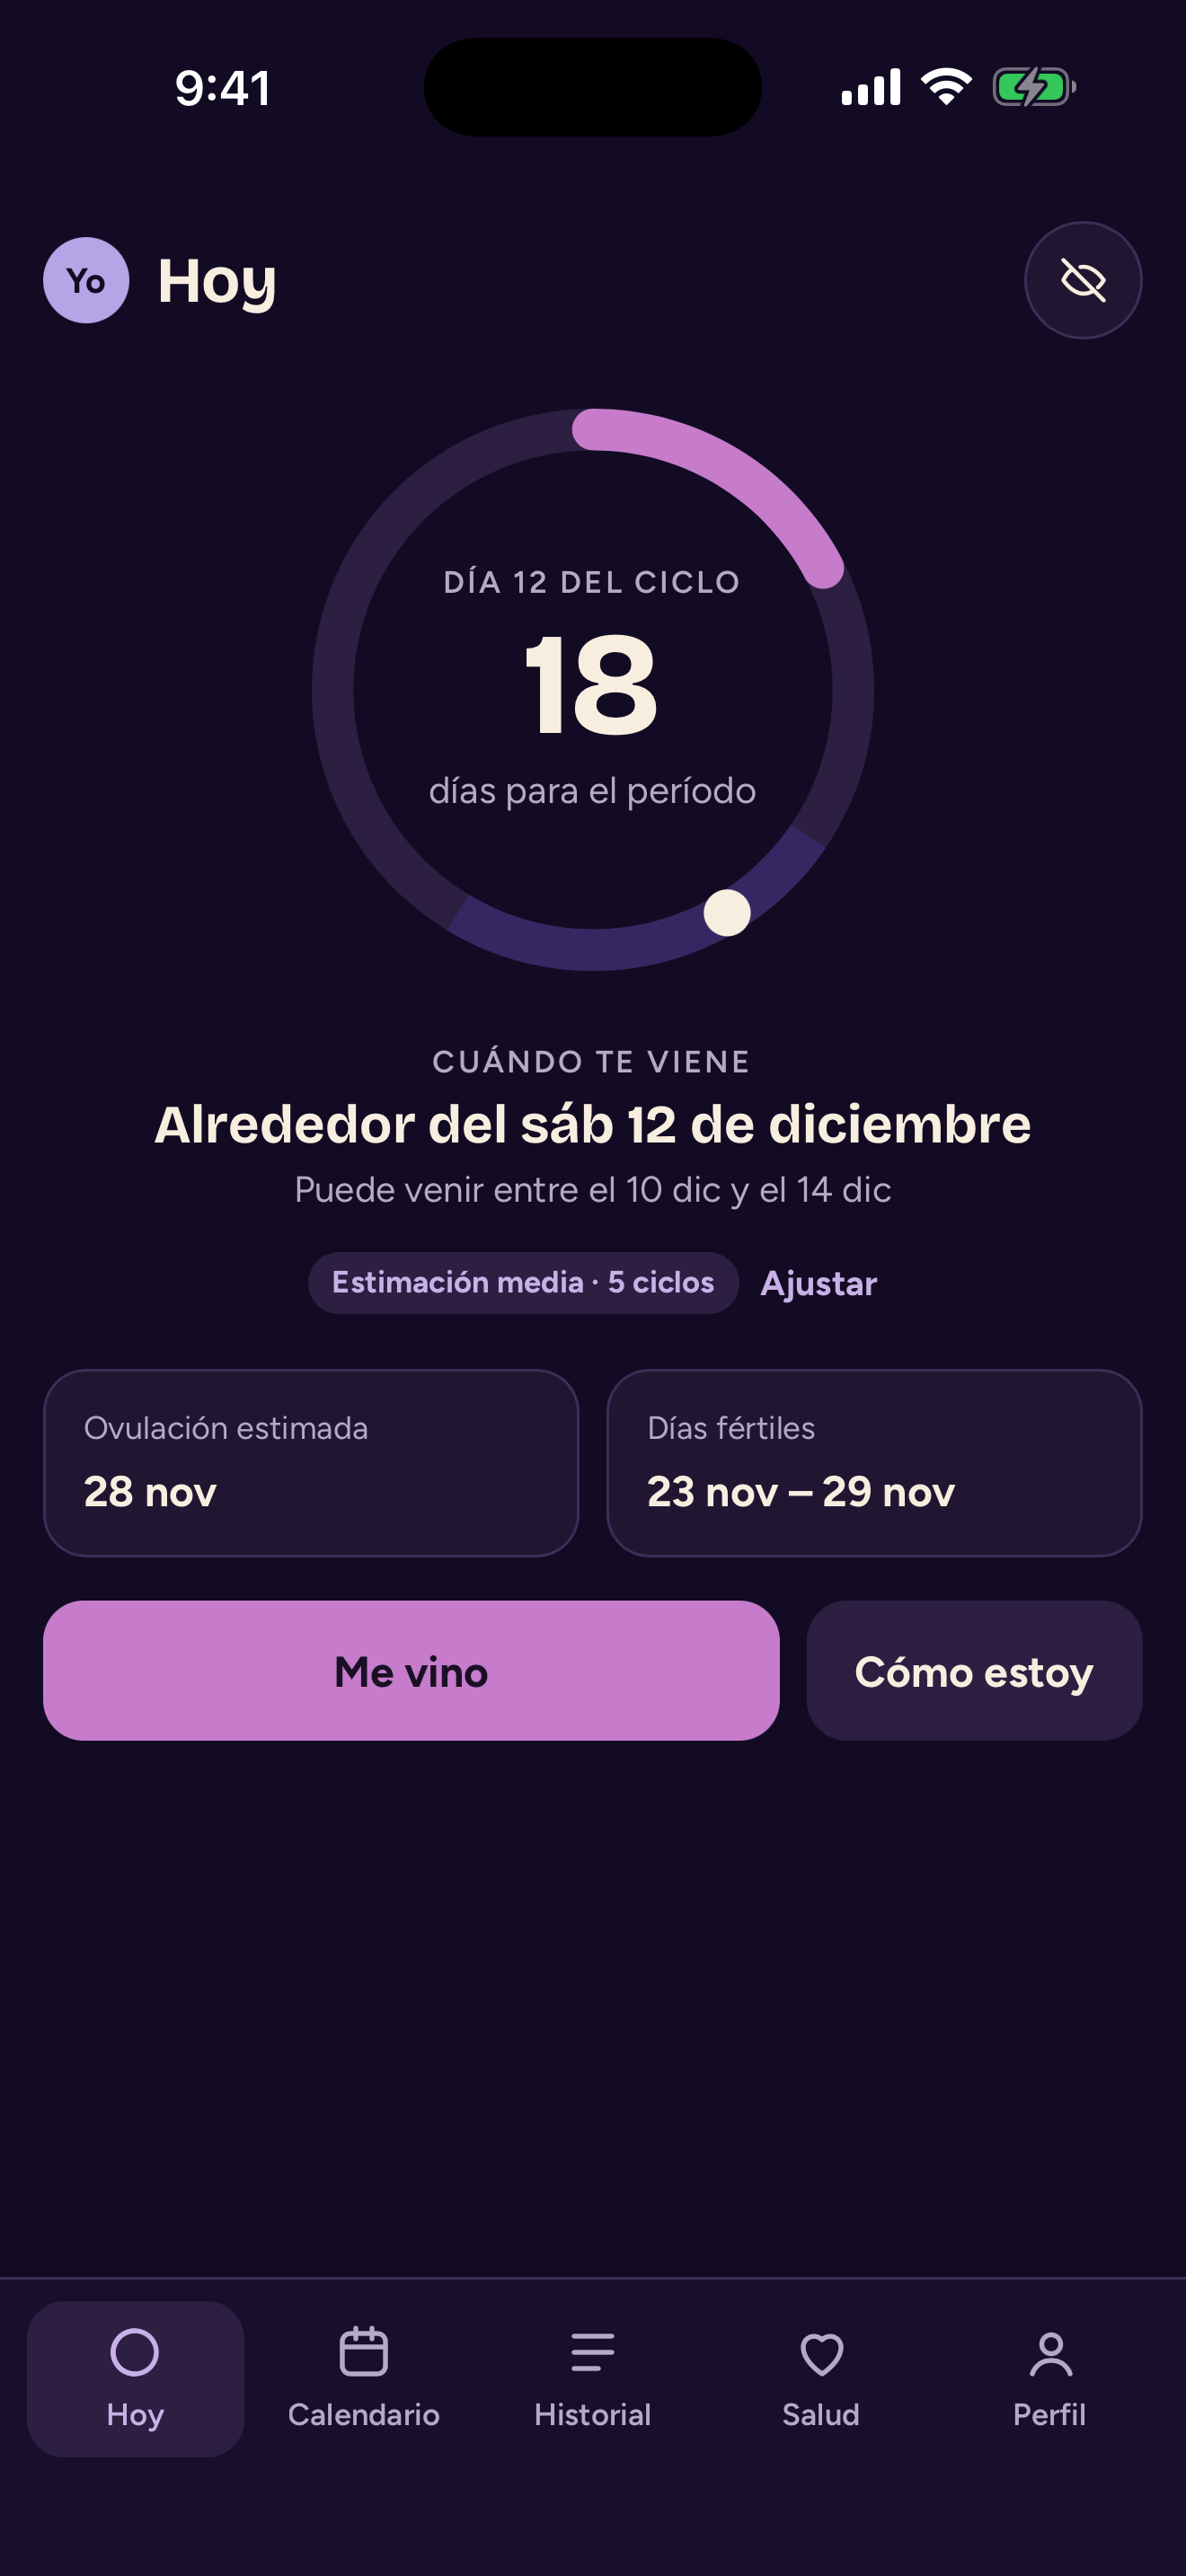 9:41
Yo
Hoy
DÍA 12 DEL CICLO
18
días para el período
CUÁNDO TE VIENE
Alrededor del sáb 12 de diciembre
Puede venir entre el 10 dic y el 14 dic
Estimación media · 5 ciclos
Ajustar
Ovulación estimada
28 nov
Días fértiles
23 nov – 29 nov
Me vino
Cómo estoy
Hoy
Calendario
Historial
Salud
Perfil